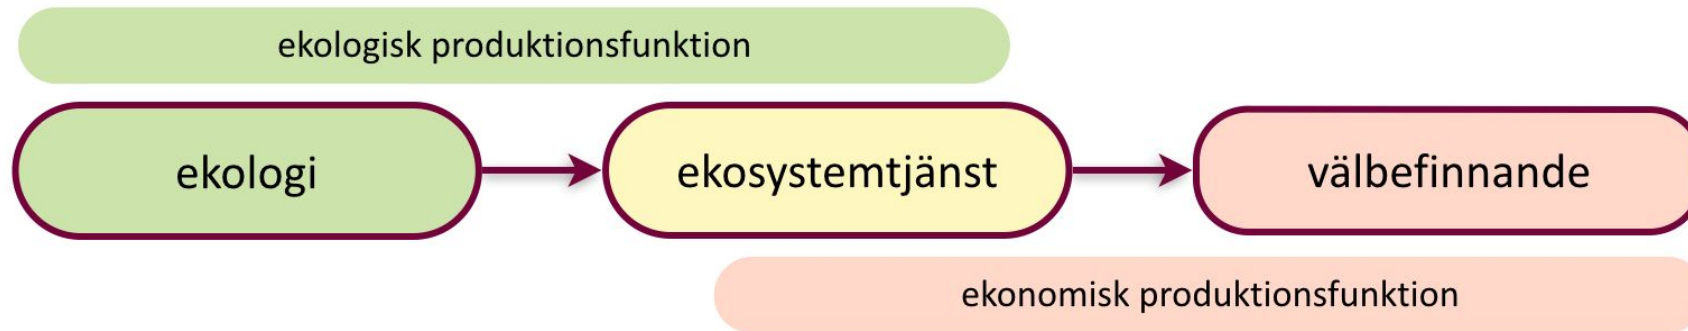 ekologisk produktionsfunktion
ekologi
ekosystemtjänst
välbefinnande
ekonomisk produktionsfunktion